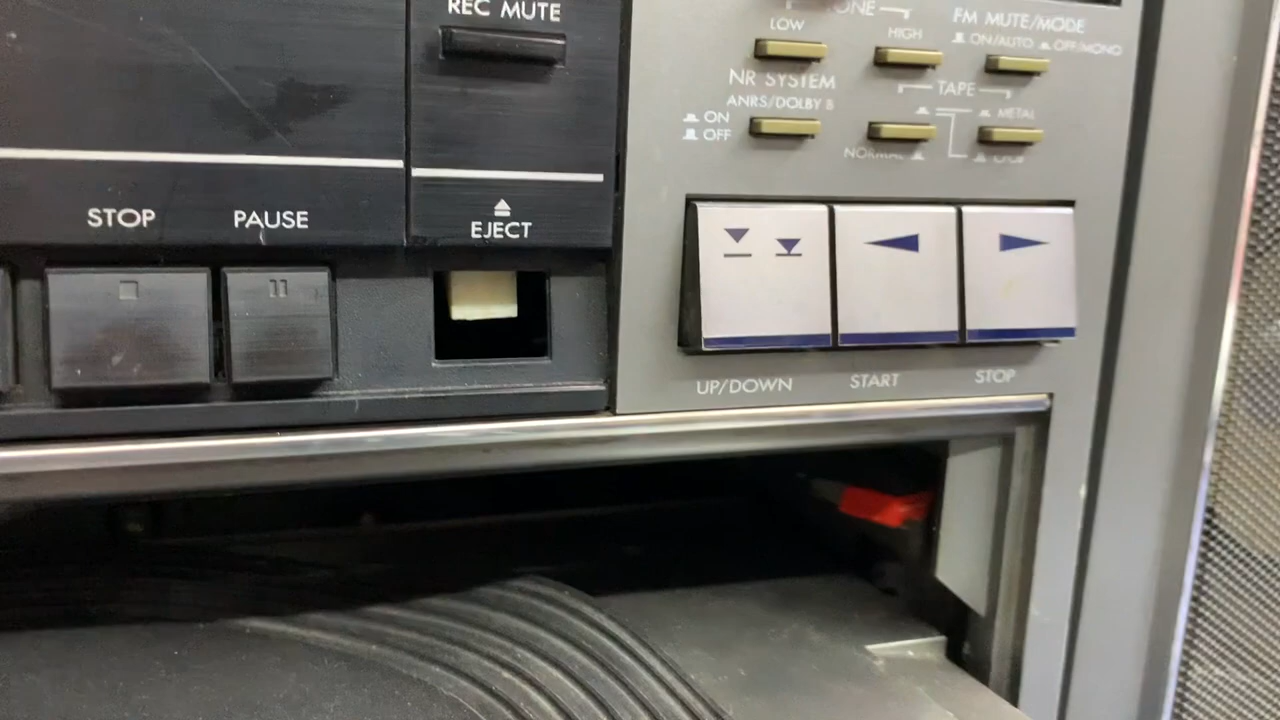 REC MUTE
LOW
HIGH
FM MUTE/MODE
ON/AUTO OFF/MONO
NR SYSTEM
ANRS/DOLBY B
ON
OFF
TAPE
METAL
NORMAL
STOP
PAUSE
EJECT
UP/DOWN
START
STOP